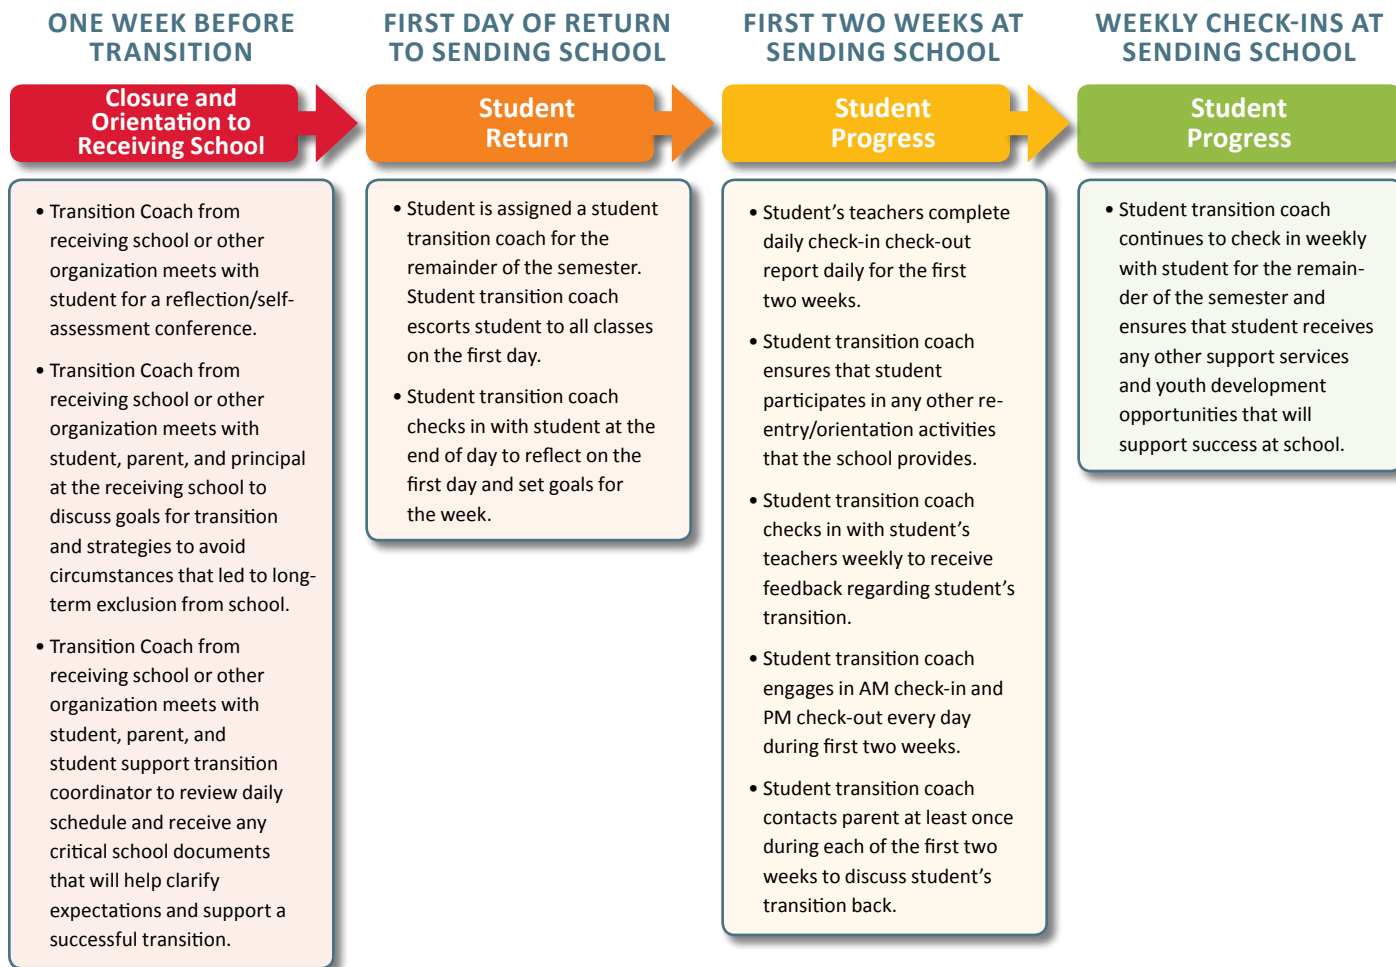 ONE WEEK BEFORE
TRANSITION
Closure and
Orientation to
Receiving School
• Transition Coach from
receiving school or other
organization meets with
student for a reflection/self-
assessment conference.
• Transition Coach from
receiving school or other
organization meets with
student, parent, and principal
at the receiving school to
discuss goals for transition
and strategies to avoid
circumstances that led to long-
term exclusion from school.
• Transition Coach from
receiving school or other
organization meets with
student, parent, and
student support transition
coordinator to review daily
schedule and receive any
critical school documents
that will help clarify
expectations and support a
successful transition.
FIRST DAY OF RETURN
TO SENDING SCHOOL
Student
Return
• Student is assigned a student
transition coach for the
remainder of the semester.
Student transition coach
escorts student to all classes
on the first day.
• Student transition coach
checks in with student at the
end of day to reflect on the
first day and set goals for
the week.
FIRST TWO WEEKS AT
SENDING SCHOOL
Student
Progress
• Student’s teachers complete
daily check-in check-out
report daily for the first
two weeks.
• Student transition coach
ensures that student
participates in any other re-
entry/orientation activities
that the school provides.
• Student transition coach
checks in with student’s
teachers weekly to receive
feedback regarding student’s
transition.
• Student transition coach
engages in AM check-in and
PM check-out every day
during first two weeks.
• Student transition coach
contacts parent at least once
during each of the first two
weeks to discuss student’s
transition back.
WEEKLY CHECK-INS AT
SENDING SCHOOL
Student
Progress
• Student transition coach
continues to check in weekly
with student for the remain-
der of the semester and
ensures that student receives
any other support services
and youth development
opportunities that will
support success at school.